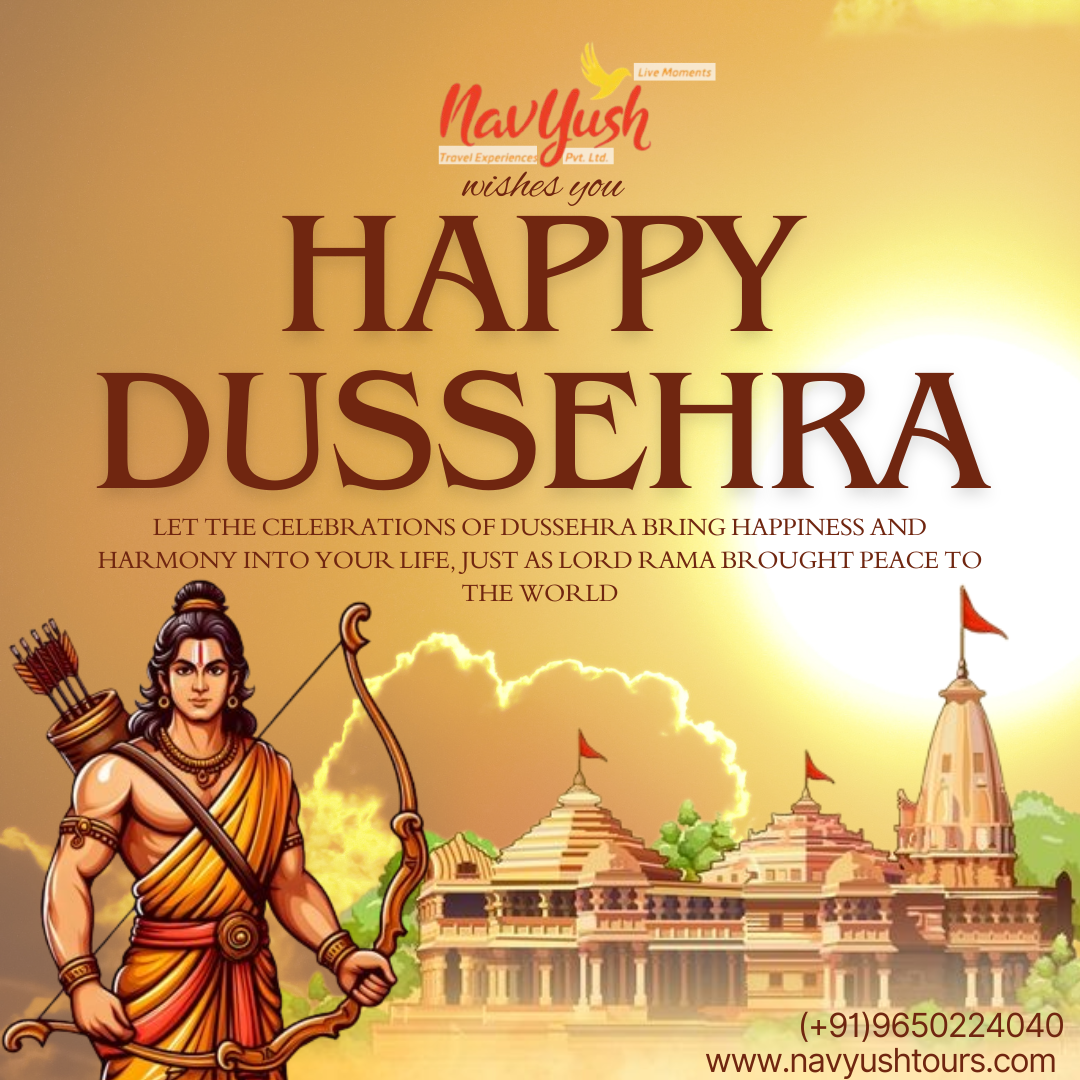 Live Moments
NavYush
Travel Experiences Pvt. Ltd.
wishes you
HAPPY
DUSSEHRA
LET THE CELEBRATIONS OF DUSSEHRA BRING HAPPINESS AND
HARMONY INTO YOUR LIFE, JUST AS LORD RAMA BROUGHT PEACE TO
THE WORLD
(+91)9650224040
www.navyushtours.com